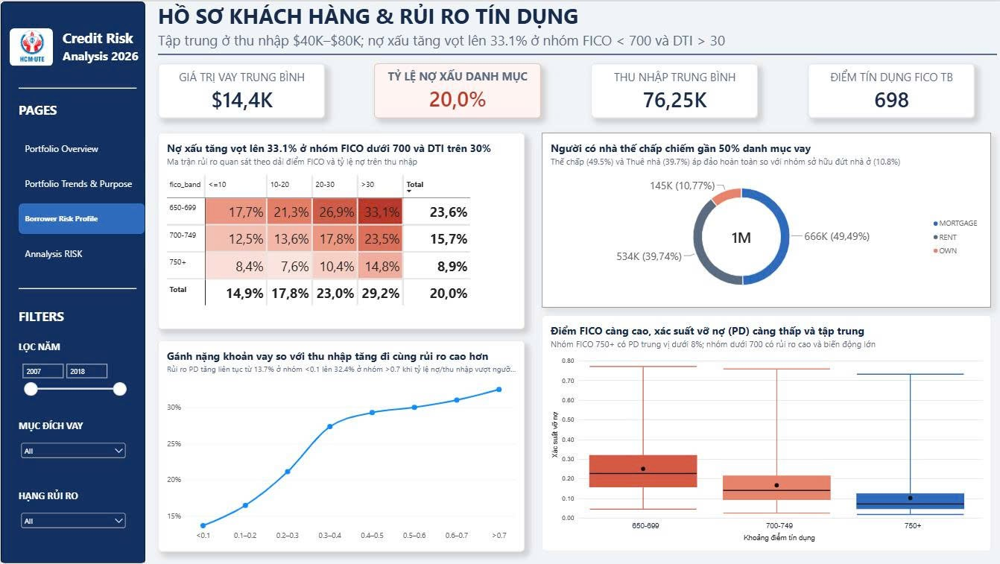 HCM-UTE
Credit Risk
Analysis 2026
PAGES
Portfolio Overview
Portfolio Trends & Purpose
Borrower Risk Profile
Annalysis RISK
FILTERS
LỌC NĂM
2007 2018
MỤC ĐÍCH VAY
All
HẠNG RỦI RO
All
HỒ SƠ KHÁCH HÀNG & RỦI RO TÍN DỤNG
Tập trung ở thu nhập $40K–$80K; nợ xấu tăng vọt lên 33.1% ở nhóm FICO < 700 và DTI > 30
GIÁ TRỊ VAY TRUNG BÌNH
$14,4K
TỶ LỆ NỢ XẤU DANH MỤC
20,0%
THU NHẬP TRUNG BÌNH
76,25K
ĐIỂM TÍN DỤNG FICO TB
698
Nợ xấu tăng vọt lên 33.1% ở nhóm FICO dưới 700 và DTI trên 30%
Ma trận rủi ro quan sát theo dải điểm FICO và tỷ lệ nợ trên thu nhập
fico_band <=10 10-20 20-30 >30 Total
650-699 17,7% 21,3% 26,9% 33,1% 23,6%
700-749 12,5% 13,6% 17,8% 23,5% 15,7%
750+ 8,4% 7,6% 10,4% 14,8% 8,9%
Total 14,9% 17,8% 23,0% 29,2% 20,0%
Người có nhà thế chấp chiếm gần 50% danh mục vay
Thế chấp (49.5%) và Thuê nhà (39.7%) áp đảo hoàn toàn so với nhóm sở hữu đứt nhà ở (10.8%)
145K (10,77%)
1M
666K (49,49%)
534K (39,74%)
MORTGAGE
RENT
OWN
Gánh nặng khoản vay so với thu nhập tăng đi cùng rủi ro cao hơn
Rủi ro PD tăng liên tục từ 13.7% ở nhóm <0.1 lên 32.4% ở nhóm >0.7 khi tỷ lệ nợ/thu nhập vượt ngưỡ...
30%
25%
20%
15%
<0.1 0.1–0.2 0.2–0.3 0.3–0.4 0.4–0.5 0.5–0.6 0.6–0.7 >0.7
Điểm FICO càng cao, xác suất vỡ nợ (PD) càng thấp và tập trung
Nhóm FICO 750+ có PD trung vị dưới 8%; nhóm dưới 700 có rủi ro cao và biến động lớn
Xác suất vỡ nợ
0.80
0.70
0.60
0.50
0.40
0.30
0.20
0.10
0.00
650-699 700-749 750+
Khoảng điểm tín dụng